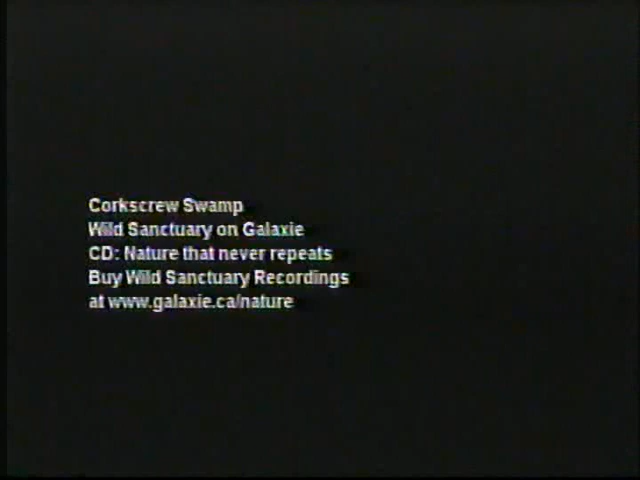 Corkscrew Swamp
Wild Sanctuary on Galaxie
CD: Nature that never repeats
Buy Wild Sanctuary Recordings
at www.galaxie.ca/nature